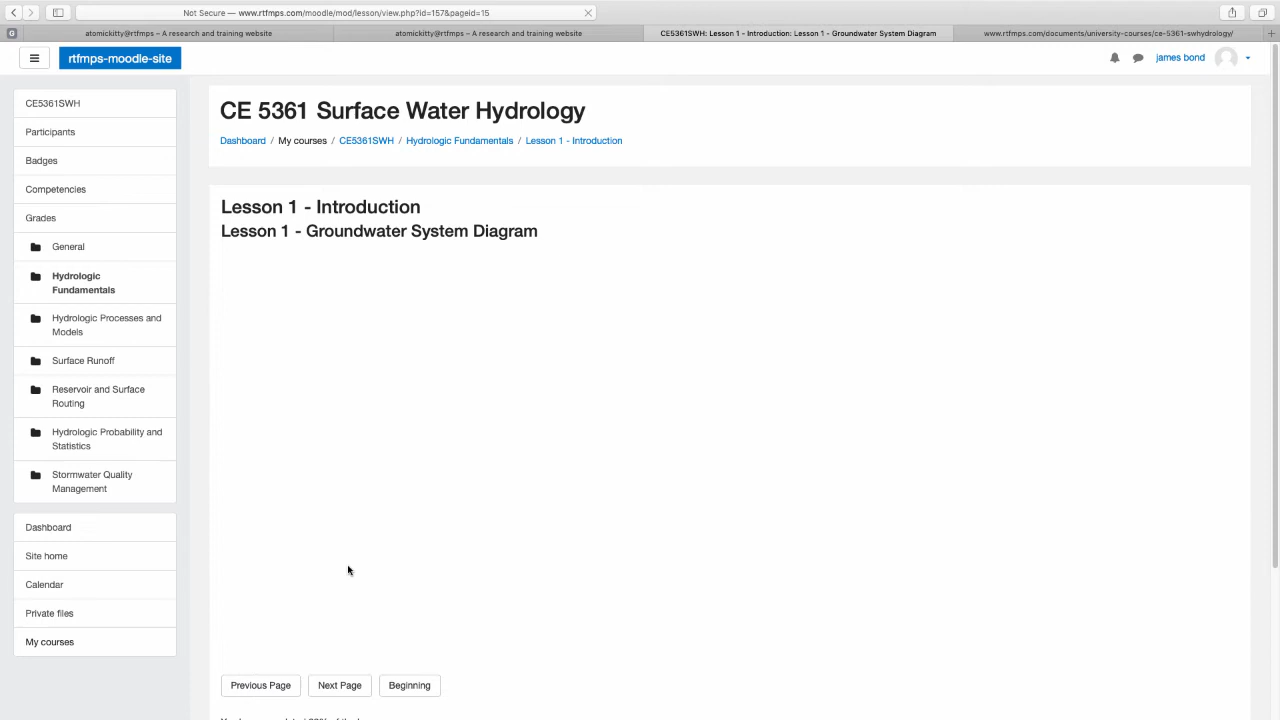 Not Secure — www.rtfmps.com/moodle/mod/lesson/view.php?id=157&pageid=15
G
atomickitty@rtfmps – A research and training website
atomickitty@rtfmps – A research and training website
CE5361SWH: Lesson 1 - Introduction: Lesson 1 - Groundwater System Diagram
www.rtfmps.com/documents/university-courses/ce-5361-swhydrology/
rtfmps-moodle-site
james bond
CE5361SWH
Participants
Badges
Competencies
Grades
General
Hydrologic
Fundamentals
Hydrologic Processes and
Models
Surface Runoff
Reservoir and Surface
Routing
Hydrologic Probability and
Statistics
Stormwater Quality
Management
Dashboard
Site home
Calendar
Private files
My courses
CE 5361 Surface Water Hydrology
Dashboard / My courses / CE5361SWH / Hydrologic Fundamentals / Lesson 1 - Introduction
Lesson 1 - Introduction
Lesson 1 - Groundwater System Diagram
Previous Page
Next Page
Beginning